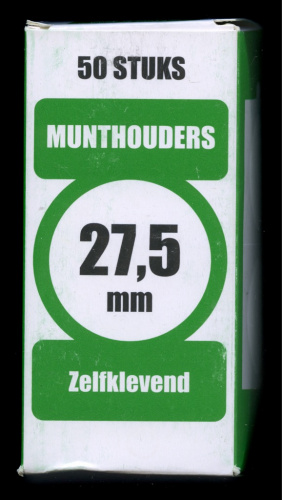 50 STUKS
MUNTHOUDERS
27,5
mm
Zelfklevend